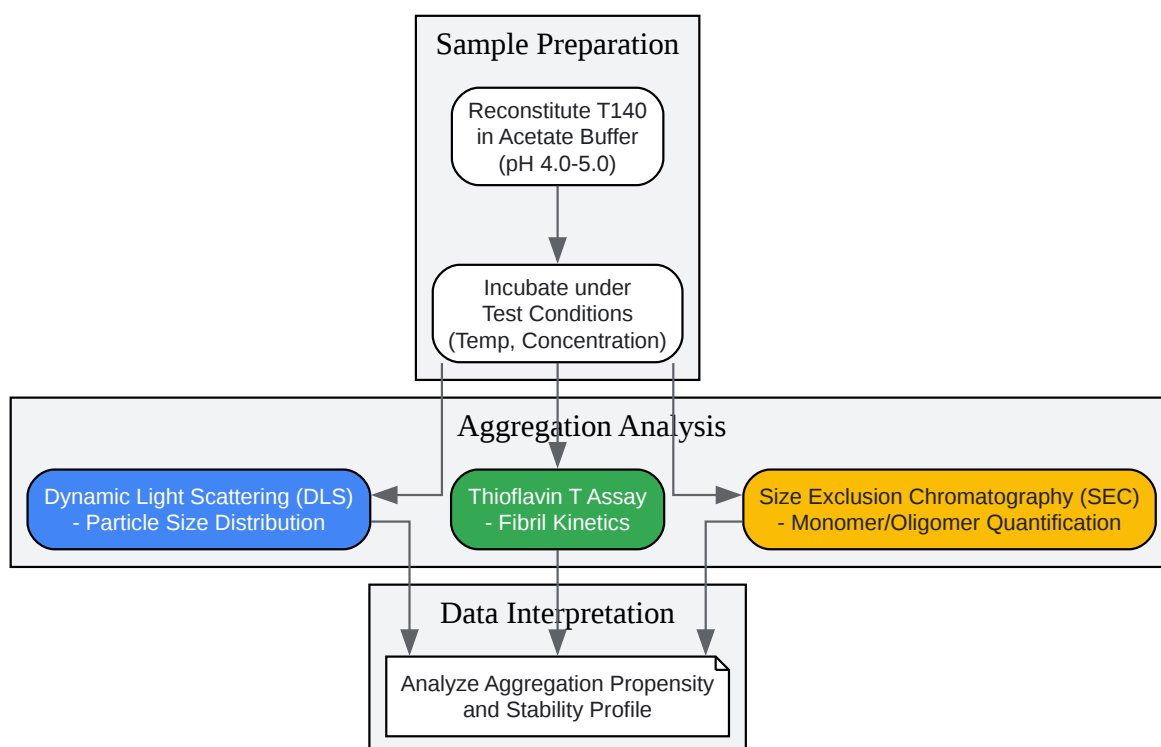 Sample Preparation
Reconstitute T140
in Acetate Buffer
(pH 4.0-5.0)
Incubate under
Test Conditions
(Temp, Concentration)
Aggregation Analysis
Dynamic Light Scattering (DLS)
- Particle Size Distribution
Thioflavin T Assay
- Fibril Kinetics
Size Exclusion Chromatography (SEC)
- Monomer/Oligomer Quantification
Data Interpretation
Analyze Aggregation Propensity
and Stability Profile